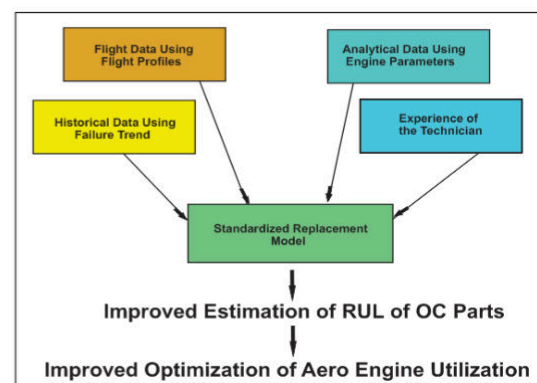 Flight Data Using
Flight Profiles
Analytical Data Using
Engine Parameters
Historical Data Using
Failure Trend
Experience of
the Technician
Standardized Replacement
Model
Improved Estimation of RUL of OC Parts
Improved Optimization of Aero Engine Utilization